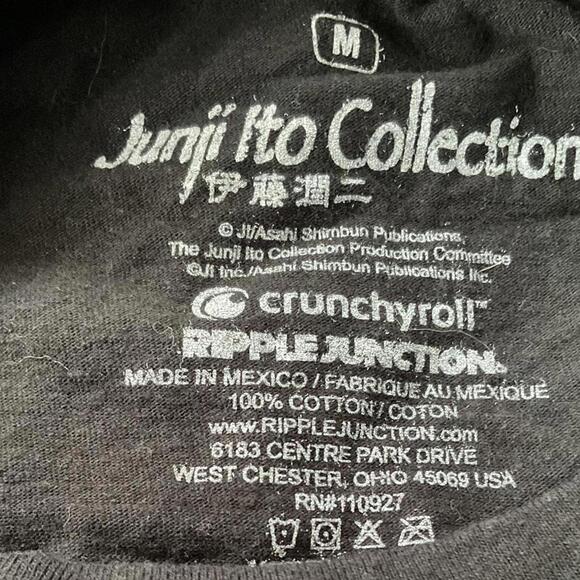 M
Junji Ito Collection
伊藤潤二
© JI/Asahi Shimbun Publications,
The Junji Ito Collection Production Committee
©JI Inc./Asahi Shimbun Publications Inc.
crunchyroll™
RIPPLE JUNCTION®
MADE IN MEXICO / FABRIQUE AU MEXIQUE
100% COTTON / COTON
www.RIPPLEJUNCTION.com
6183 CENTRE PARK DRIVE
WEST CHESTER, OHIO 45069 USA
RN#110927